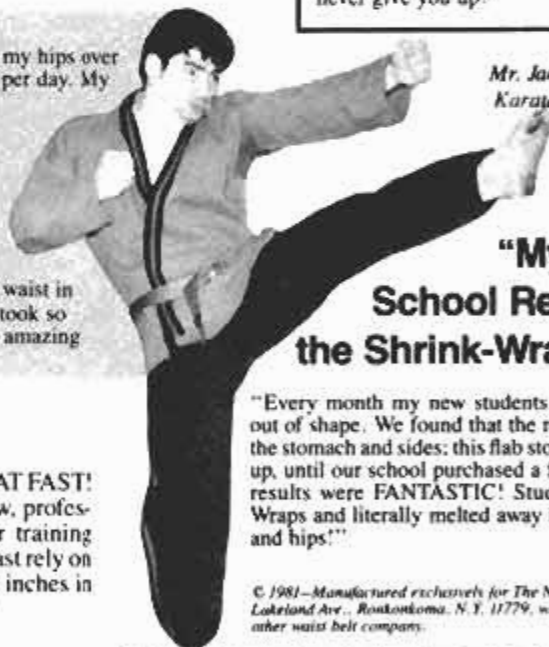 never give you up!
my hips over
per day. My
Mr. Jac
Karat
waist in
took so
amazing
"My
School Re
the Shrink-Wra
"Every month my new students
out of shape. We found that the
the stomach and sides; this flab sto
up, until our school purchased a
results were FANTASTIC! Stud
Wraps and literally melted away
and hips!"
AT FAST!
w, profes-
r training
ast rely on
inches in
© 1981—Manufactured exclusively for The
Lakeland Ave., Ronkonkoma, N.Y. 11779, w
other waist belt company.